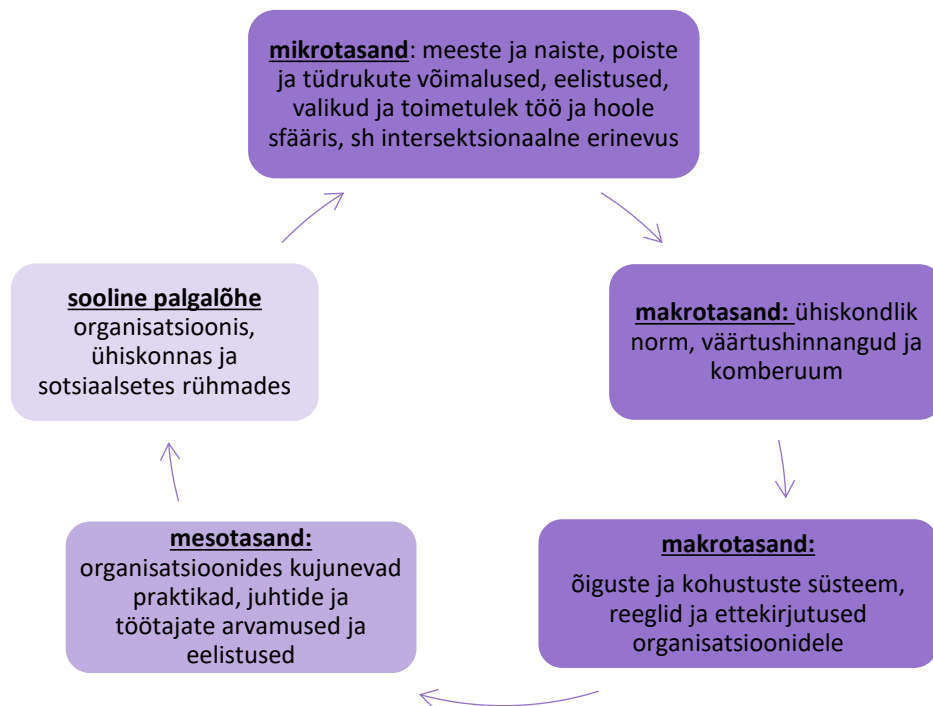 mikrotasand: meeste ja naiste, poiste
ja tüdrukute võimalused, eelistused,
valikud ja toimetulek töö ja hoole
sfääris, sh intersektsionaalne erinevus
makrotasand: ühiskondlik
norm, väärtushinnangud ja
komberuum
makrotasand:
õiguste ja kohustuste süsteem,
reeglid ja ettekirjutused
organisatsioonidele
mesotasand:
organisatsioonides kujunevad
praktikad, juhtide ja
töötajate arvamused ja
eelistused
sooline palgalõhe
organisatsioonis,
ühiskonnas ja
sotsiaalsetes rühmades